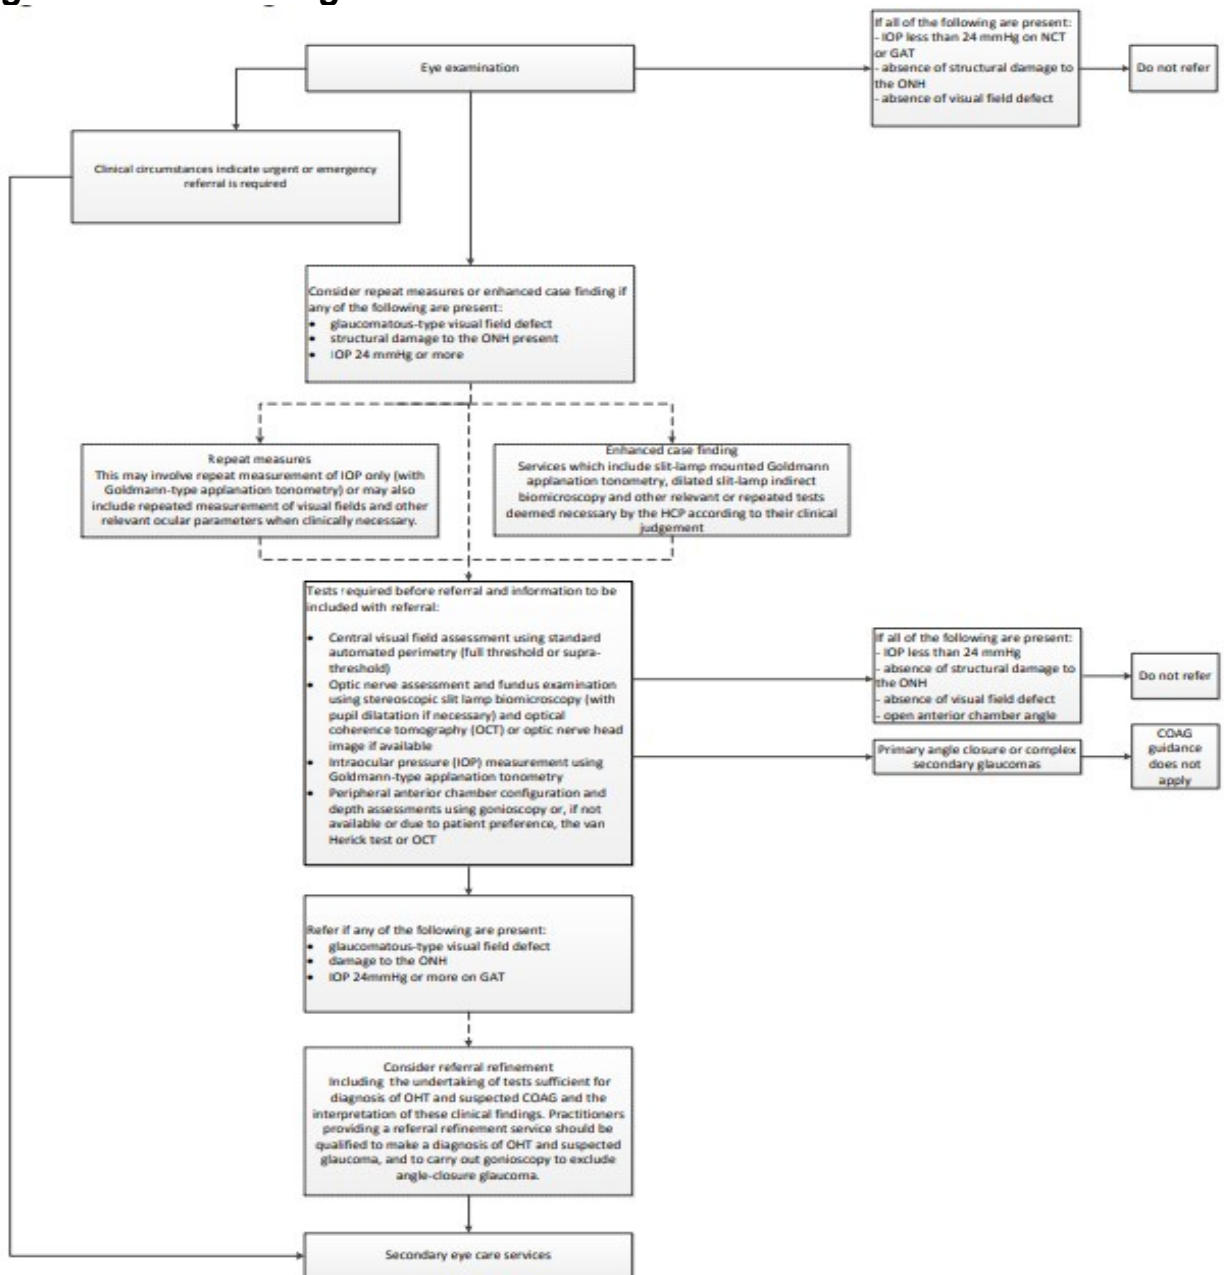 Eye examination
If all of the following are present:
- IOP less than 24 mmHg on NCT
or GAT
- absence of structural damage to
the ONH
- absence of visual field defect
Do not refer
Clinical circumstances indicate urgent or emergency
referral is required
Consider repeat measures or enhanced case finding if
any of the following are present:
• glaucomatous-type visual field defect
• structural damage to the ONH present
• IOP 24 mmHg or more
Repeat measures
This may involve repeat measurement of IOP only (with
Goldmann-type applanation tonometry) or may also
include repeated measurement of visual fields and other
relevant ocular parameters when clinically necessary.
Enhanced case finding
Services which include slit-lamp mounted Goldmann
applanation tonometry, dilated slit-lamp indirect
biomicroscopy and other relevant or repeated tests
deemed necessary by the HCP according to their clinical
judgement
Tests required before referral and information to be
included with referral:
• Central visual field assessment using standard
automated perimetry (full threshold or supra-
threshold)
• Optic nerve assessment and fundus examination
using stereoscopic slit lamp biomicroscopy (with
pupil dilatation if necessary) and optical
coherence tomography (OCT) or optic nerve head
image if available
• Intraocular pressure (IOP) measurement using
Goldmann-type applanation tonometry
• Peripheral anterior chamber configuration and
depth assessments using gonioscopy or, if not
available or due to patient preference, the van
Herick test or OCT
If all of the following are present:
- IOP less than 24 mmHg
- absence of structural damage to
the ONH
- absence of visual field defect
- open anterior chamber angle
Do not refer
Primary angle closure or complex
secondary glaucomas
COAG
guidance
does not
apply
Refer if any of the following are present:
• glaucomatous-type visual field defect
• damage to the ONH
• IOP 24mmHg or more on GAT
Consider referral refinement
Including the undertaking of tests sufficient for
diagnosis of OHT and suspected COAG and the
interpretation of these clinical findings. Practitioners
providing a referral refinement service should be
qualified to make a diagnosis of OHT and suspected
glaucoma, and to carry out gonioscopy to exclude
angle-closure glaucoma.
Secondary eye care services